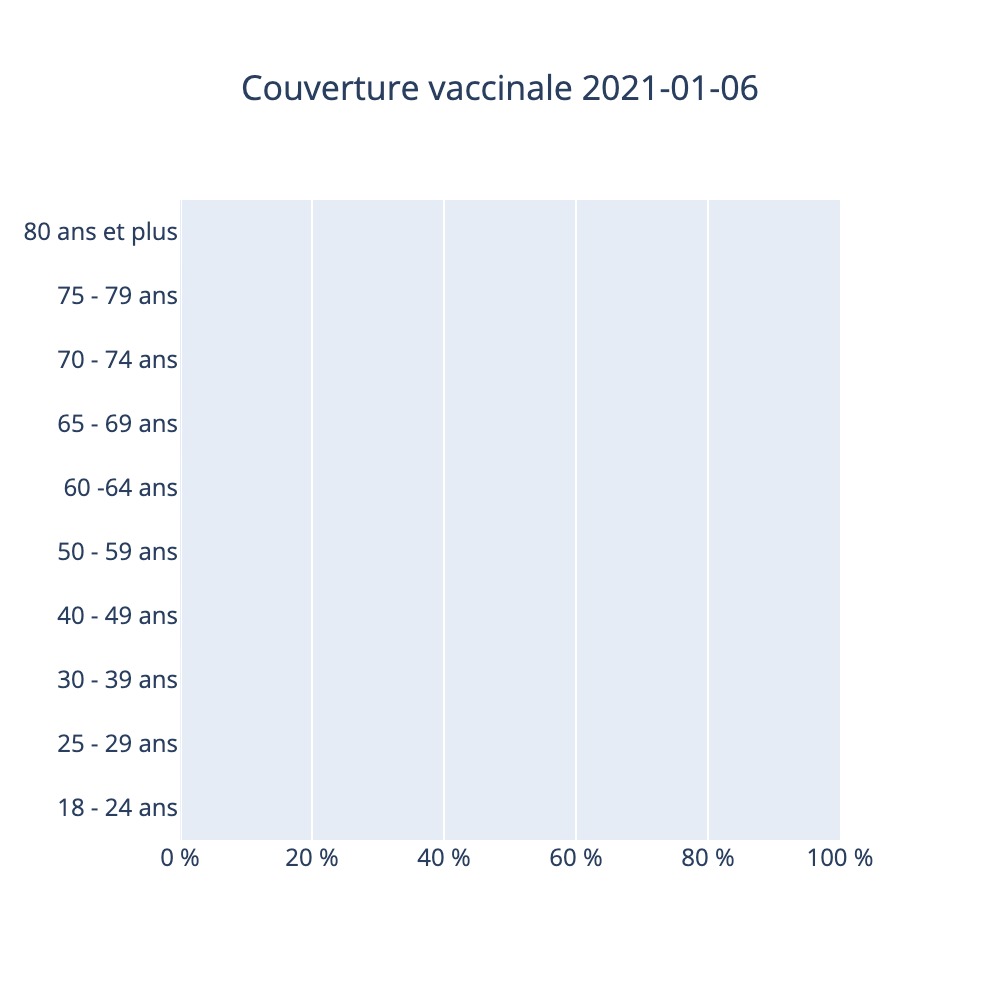 Couverture vaccinale 2021-01-06
80 ans et plus
75 - 79 ans
70 - 74 ans
65 - 69 ans
60 -64 ans
50 - 59 ans
40 - 49 ans
30 - 39 ans
25 - 29 ans
18 - 24 ans
0 % 20 % 40 % 60 % 80 % 100 %